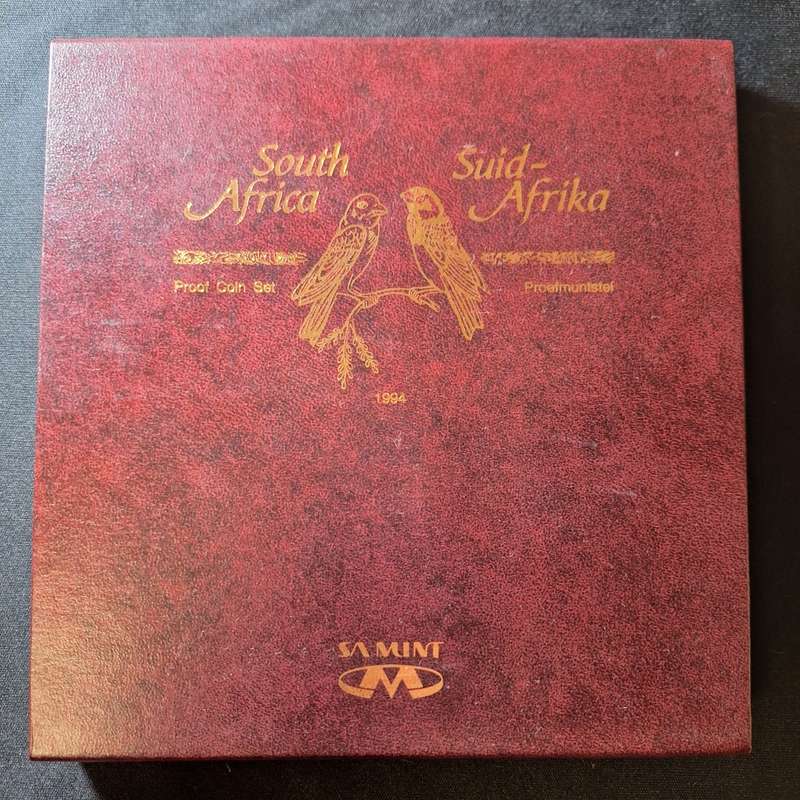 South
Africa
Proof Coin Set
Suid-
Afrika
Proefmuntstel
1994
SA MINT